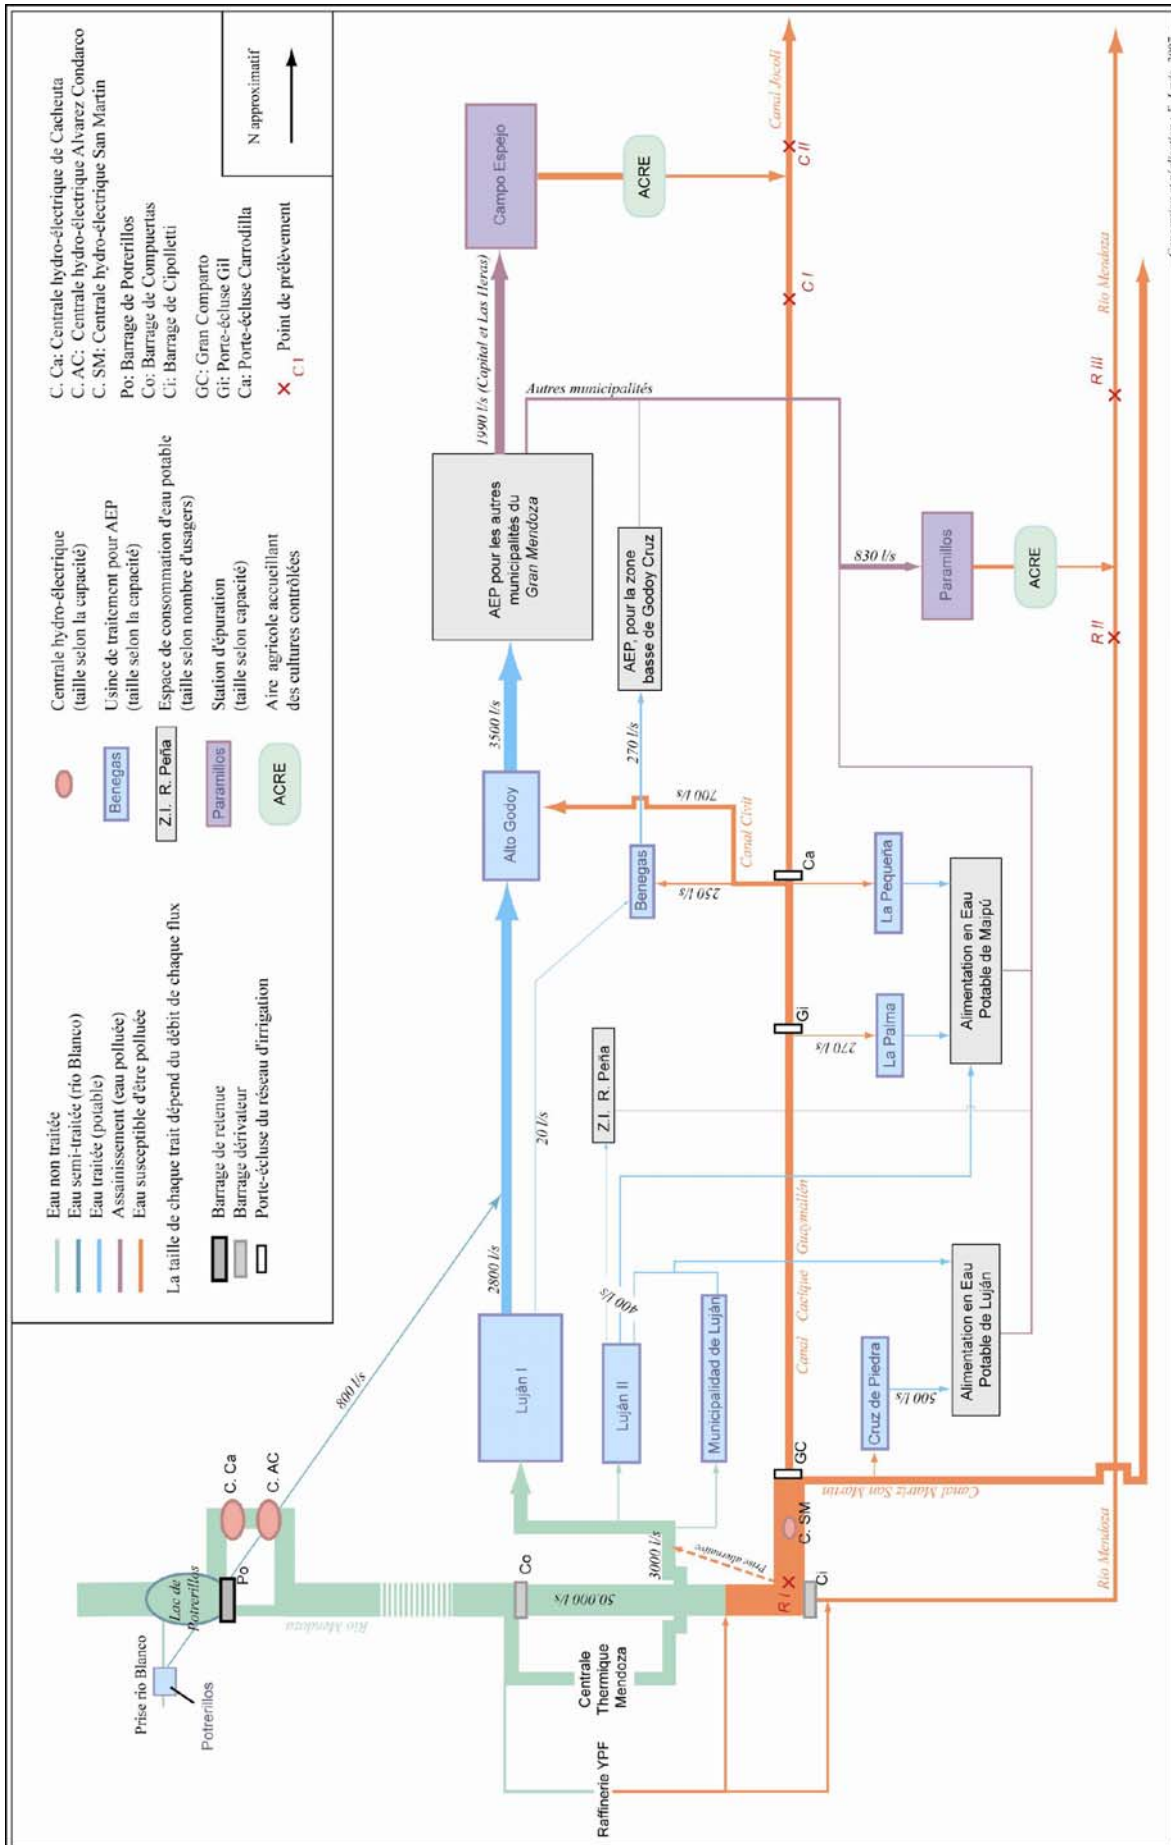 Eau non traitée
Eau semi-traitée (río Blanco)
Eau traitée (potable)
Assainissement (eau polluée)
Eau susceptible d'être polluée
La taille de chaque trait dépend du débit de chaque flux
Barrage de retenue
Barrage dérivateur
Porte-écluse du réseau d'irrigation
Centrale hydro-électrique
(taille selon la capacité)
Benegas
Usine de traitement pour AEP
(taille selon la capacité)
Z.I. R. Peña
Espace de consommation d'eau potable
(taille selon nombre d'usagers)
Paramillos
Station d'épuration
(taille selon capacité)
ACRE
Aire agricole accueillant
des cultures contrôlées
C. Ca: Centrale hydro-électrique de Cacheuta
C. AC: Centrale hydro-électrique Alvarez Condarco
C. SM: Centrale hydro-électrique San Martin
Po: Barrage de Potrerillos
Co: Barrage de Compuertas
Ci: Barrage de Cipolletti
GC: Gran Comparto
Gi: Porte-écluse Gil
Ca: Porte-écluse Carrodilla
C I
Point de prélèvement
N approximatif
Prise río Blanco
Potrerillos
Lac de
Potrerillos
Po
C. Ca
C. AC
800 l/s
Río Mendoza
Co
50.000 l/s
Centrale
Thermique
Mendoza
Raffinerie YPF
3000 l/s
Prise alternative
R I
Ci
C. SM
GC
Luján I
2800 l/s
20 l/s
Alto Godoy
3500 l/s
AEP pour les autres
municipalités du
Gran Mendoza
1990 l/s (Capital et Las Heras)
Campo Espejo
ACRE
Autres municipalités
Luján II
400 l/s
Municipalidad de Luján
Z.I. R. Peña
Benegas
250 l/s
270 l/s
AEP, pour la zone
basse de Godoy Cruz
700 l/s
Canal Civit
Canal Cacique Guaymallén
Gi
Ca
C I
C II
Canal Jocoli
Canal Matriz San Martín
Cruz de Piedra
500 l/s
Alimentation en Eau
Potable de Luján
270 l/s
La Palma
La Pequeña
Alimentation en Eau
Potable de Maipú
830 l/s
Paramillos
ACRE
Río Mendoza
R II
R III
Río Mendoza